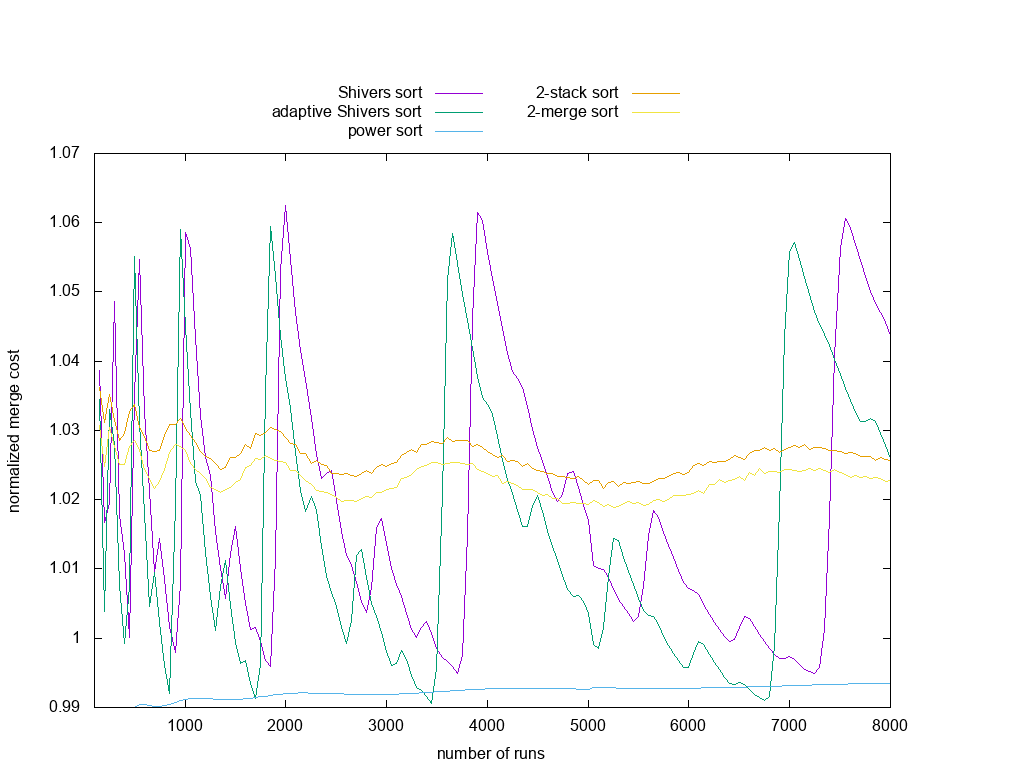 Shivers sort
adaptive Shivers sort
power sort
2-stack sort
2-merge sort
1.07
1.06
1.05
1.04
1.03
1.02
1.01
1
0.99
normalized merge cost
1000
2000
3000
4000
5000
6000
7000
8000
number of runs